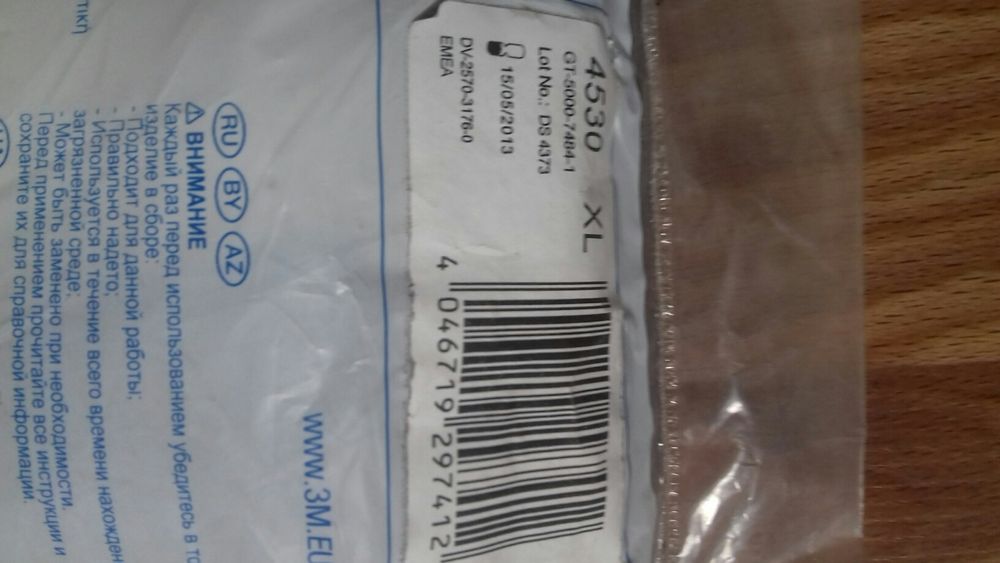 4530 XL
GT-5000-7484-1
Lot No.: DS 4373
15/05/2013
DV-2570-3176-0
EMEA
4 046719 297412
www.3M.EU
RU BY AZ
ВНИМАНИЕ
Каждый раз перед использованием убедитесь в
изделие в сборе:
- Подходит для данной работы;
- Правильно надето;
- Используется в течение всего времени
загрязненной среде;
- Может быть заменено при необходимости.
Перед применением прочитайте все инструкции и
сохраните их для справочной информации.